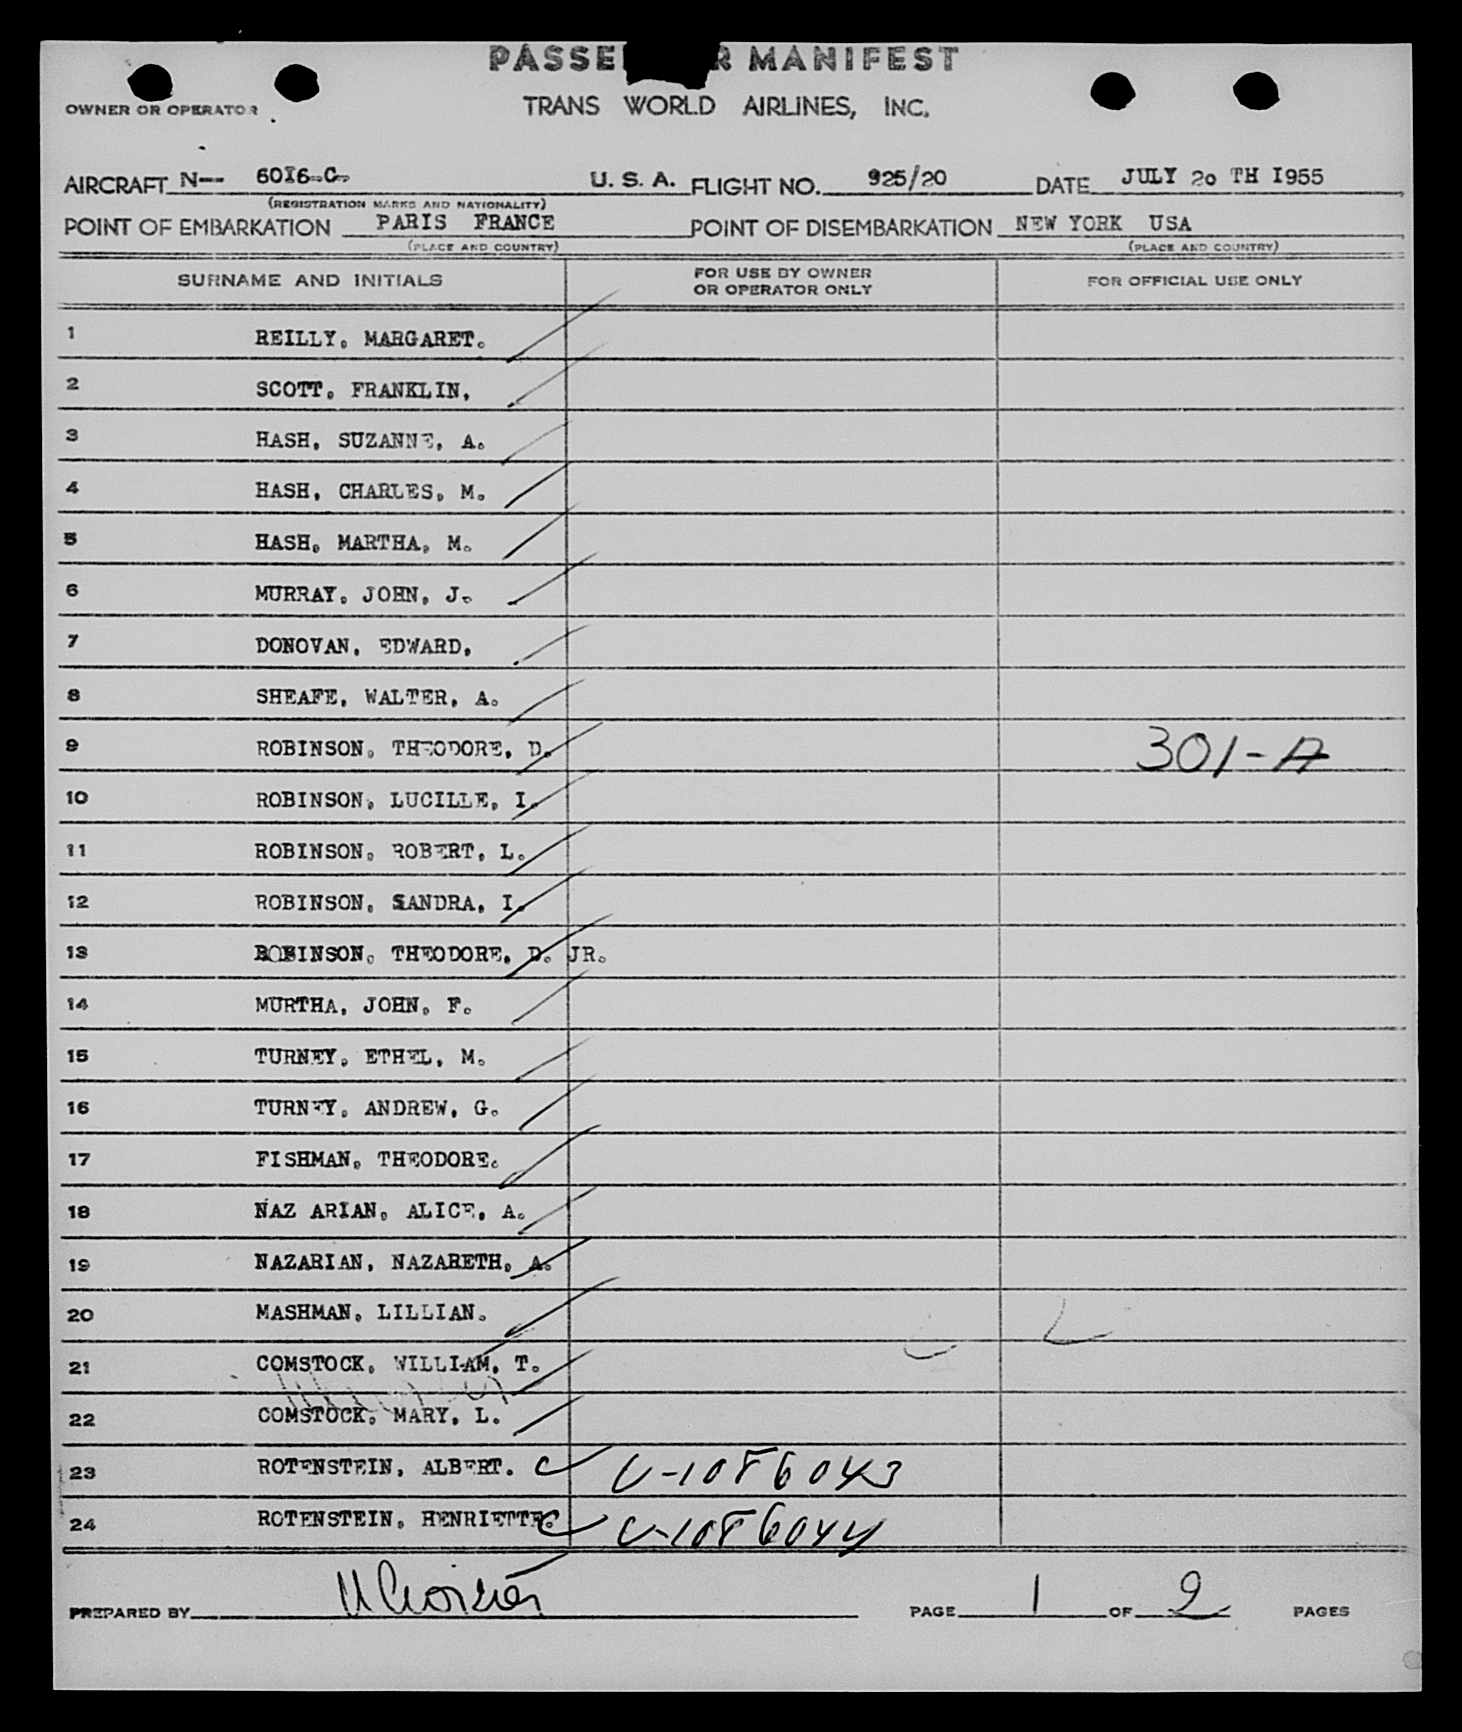 PASSE R MANIFEST
OWNER OR OPERATOR TRANS WORLD AIRLINES, INC.
AIRCRAFT N-- 6016-C- U. S. A. FLIGHT NO. 925/20 DATE JULY 20 TH I955
(REGISTRATION MARKS AND NATIONALITY)
POINT OF EMBARKATION PARIS FRANCE POINT OF DISEMBARKATION NEW YORK USA
(PLACE AND COUNTRY) (PLACE AND COUNTRY)
SURNAME AND INITIALS FOR USE BY OWNER OR OPERATOR ONLY FOR OFFICIAL USE ONLY
1 REILLY. MARGARET.
2 SCOTT. FRANKLIN.
3 HASH. SUZANNE. A.
4 HASH. CHARLES. M.
5 HASH. MARTHA. M.
6 MURRAY. JOHN. J.
7 DONOVAN. EDWARD.
8 SHEAFE. WALTER. A.
9 ROBINSON. THEODORE. D. 301-A
10 ROBINSON. LUCILLE. I.
11 ROBINSON. ROBERT. L.
12 ROBINSON. SANDRA. I.
13 ROBINSON. THEODORE. D. JR.
14 MURTHA. JOHN. F.
15 TURNEY. ETHEL. M.
16 TURNEY. ANDREW. G.
17 FISHMAN. THEODORE.
18 NAZ ARIAN. ALICE. A.
19 NAZARIAN. NAZARETH. A.
20 MASHMAN. LILLIAN.
21 COMSTOCK. WILLIAM. T.
22 COMSTOCK. MARY. L.
23 ROTENSTEIN. ALBERT. C V-1086043
24 ROTENSTEIN. HENRIETTE. C V-1086044
PREPARED BY PAGE 1 OF 2 PAGES